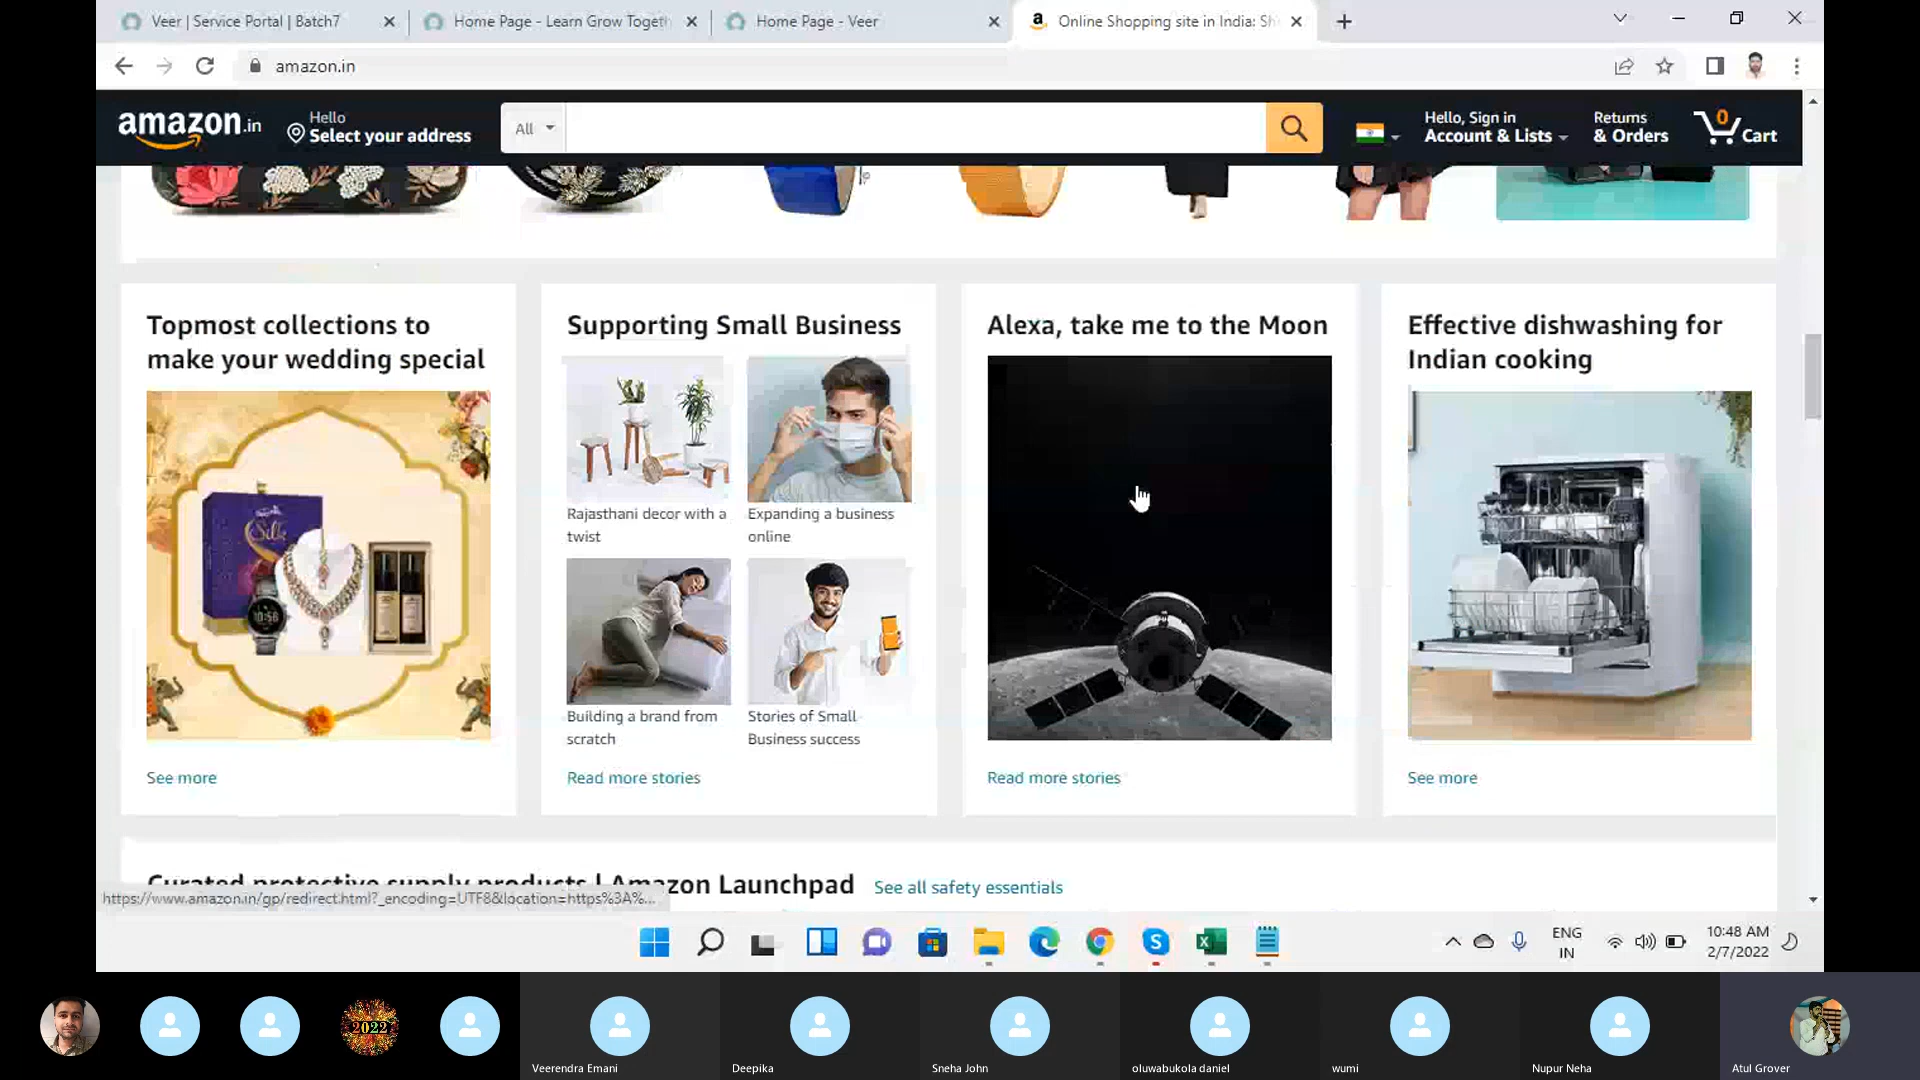 Veer | Service Portal | Batch7
Home Page - Learn Grow Togeth
Home Page - Veer
Online Shopping site in India: Sh
amazon.in
amazon.in
Hello
Select your address
All
Hello, Sign in
Account & Lists
Returns
& Orders
0
Cart
Topmost collections to
make your wedding special
Silk
10:56
See more
Supporting Small Business
Rajasthani decor with a
twist
Expanding a business
online
Building a brand from
scratch
Stories of Small
Business success
Read more stories
Alexa, take me to the Moon
Read more stories
Effective dishwashing for
Indian cooking
See more
Curated protective supply products | Amazon Launchpad
See all safety essentials
https://www.amazon.in/gp/redirect.html?_encoding=UTF8&location=https%3A%...
ENG
IN
10:48 AM
2/7/2022
2022
Veerendra Emani
Deepika
Sneha John
oluwabukola daniel
wumi
Nupur Neha
Atul Grover